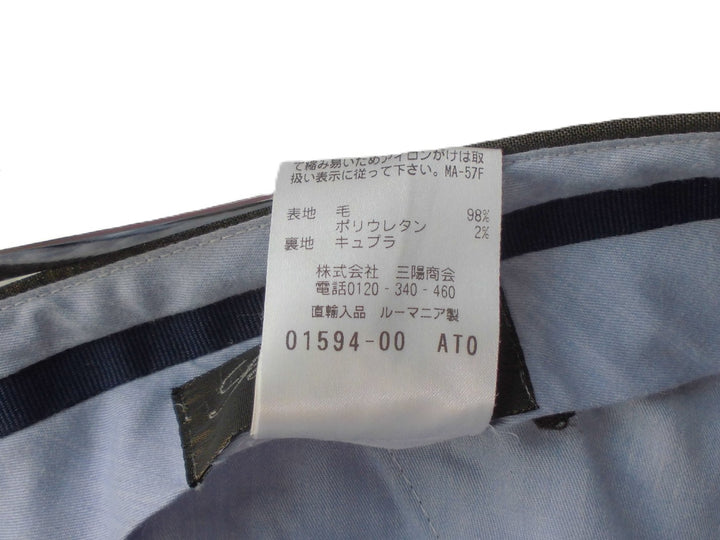 て縮み易いためアイロンがけは取
扱い表示に従って下さい。MA-57F
表地 毛 98%
ポリウレタン 2%
裏地 キュプラ
株式会社 三陽商会
電話0120-340-460
直輸入品 ルーマニア製
01594-00 AT0